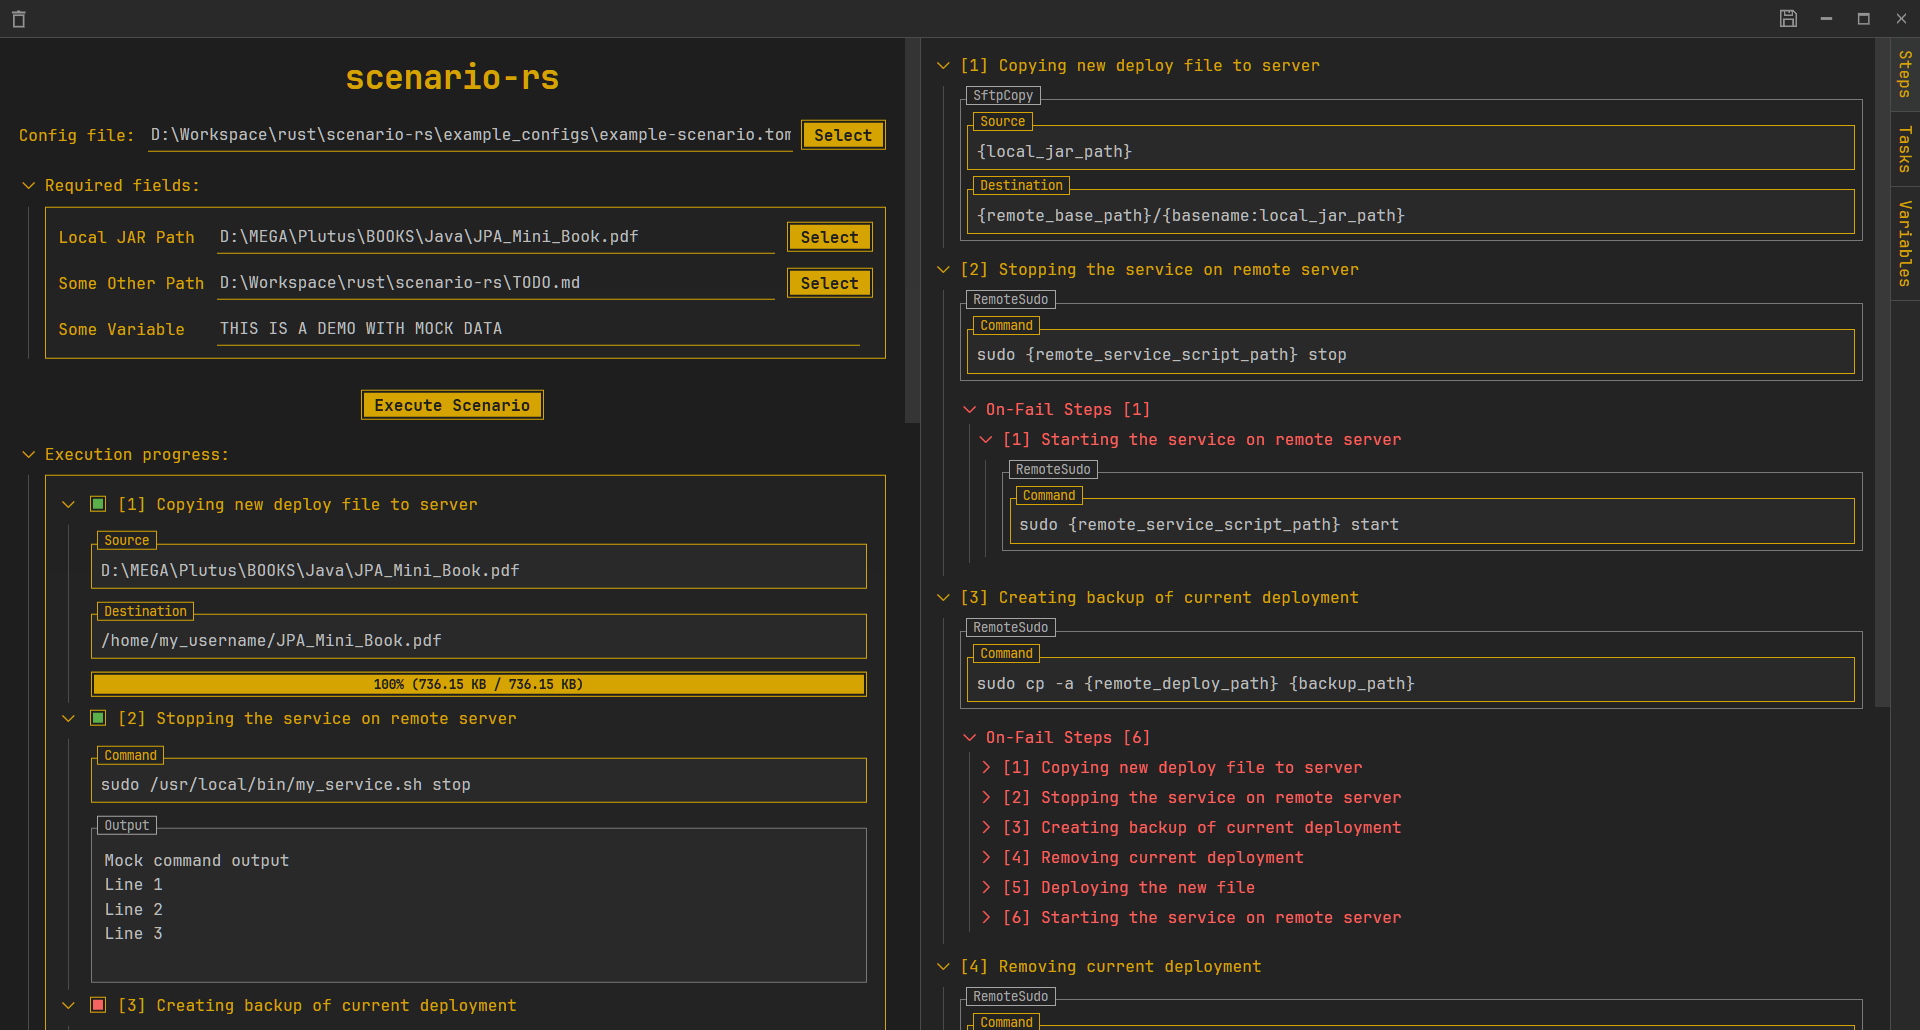 scenario-rs
Config file: D:\Workspace\rust\scenario-rs\example_configs\example-scenario.tom Select
Required fields:
Local JAR Path D:\MEGA\Plutus\BOOKS\Java\JPA_Mini_Book.pdf Select
Some Other Path D:\Workspace\rust\scenario-rs\TODO.md Select
Some Variable THIS IS A DEMO WITH MOCK DATA
Execute Scenario
Execution progress:
[1] Copying new deploy file to server
Source
D:\MEGA\Plutus\BOOKS\Java\JPA_Mini_Book.pdf
Destination
/home/my_username/JPA_Mini_Book.pdf
100% (736.15 KB / 736.15 KB)
[2] Stopping the service on remote server
Command
sudo /usr/local/bin/my_service.sh stop
Output
Mock command output
Line 1
Line 2
Line 3
[3] Creating backup of current deployment
[1] Copying new deploy file to server
SftpCopy
Source
{local_jar_path}
Destination
{remote_base_path}/{basename:local_jar_path}
[2] Stopping the service on remote server
RemoteSudo
Command
sudo {remote_service_script_path} stop
On-Fail Steps [1]
[1] Starting the service on remote server
RemoteSudo
Command
sudo {remote_service_script_path} start
[3] Creating backup of current deployment
RemoteSudo
Command
sudo cp -a {remote_deploy_path} {backup_path}
On-Fail Steps [6]
[1] Copying new deploy file to server
[2] Stopping the service on remote server
[3] Creating backup of current deployment
[4] Removing current deployment
[5] Deploying the new file
[6] Starting the service on remote server
[4] Removing current deployment
RemoteSudo
Command
Steps
Tasks
Variables